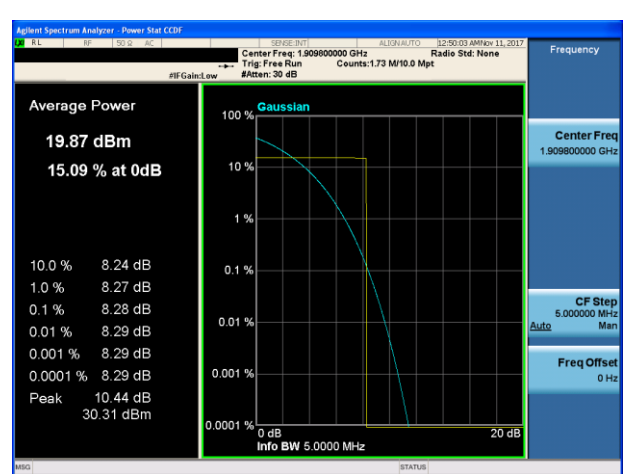 Agilent Spectrum Analyzer - Power Stat CCDF
RL RF 50 Ω AC SENSE:INT ALIGNAUTO 12:50:03 AM Nov 11, 2017
Center Freq: 1.909800000 GHz Radio Std: None
Trig: Free Run Counts:1.73 M/10.0 Mpt
#IFGain:Low #Atten: 30 dB
Frequency
Average Power
19.87 dBm
15.09 % at 0dB
10.0 % 8.24 dB
1.0 % 8.27 dB
0.1 % 8.28 dB
0.01 % 8.29 dB
0.001 % 8.29 dB
0.0001 % 8.29 dB
Peak 10.44 dB
30.31 dBm
Gaussian
100 %
10 %
1 %
0.1 %
0.01 %
0.001 %
0.0001 %
0 dB 20 dB
Info BW 5.0000 MHz
Center Freq
1.909800000 GHz
CF Step
5.000000 MHz
Auto Man
Freq Offset
0 Hz
MSG STATUS